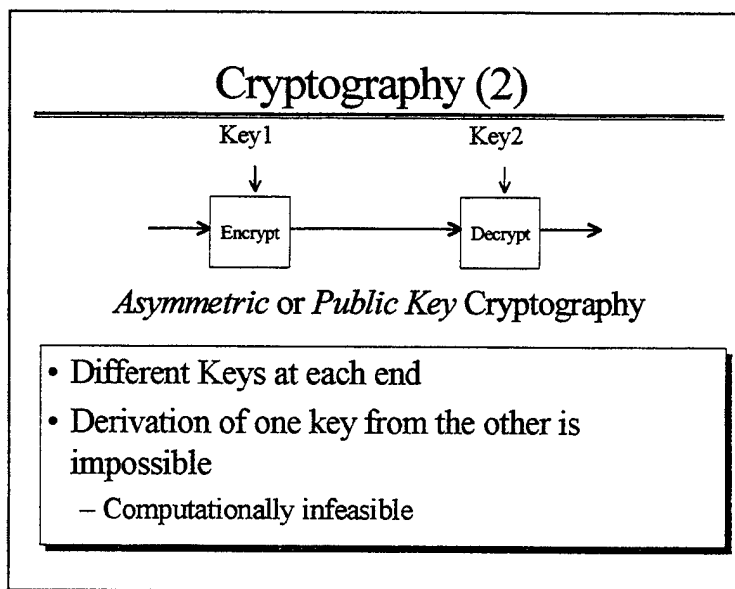 Cryptography (2)
Key1 Key2
Encrypt Decrypt
Asymmetric or Public Key Cryptography
• Different Keys at each end
• Derivation of one key from the other is
impossible
– Computationally infeasible